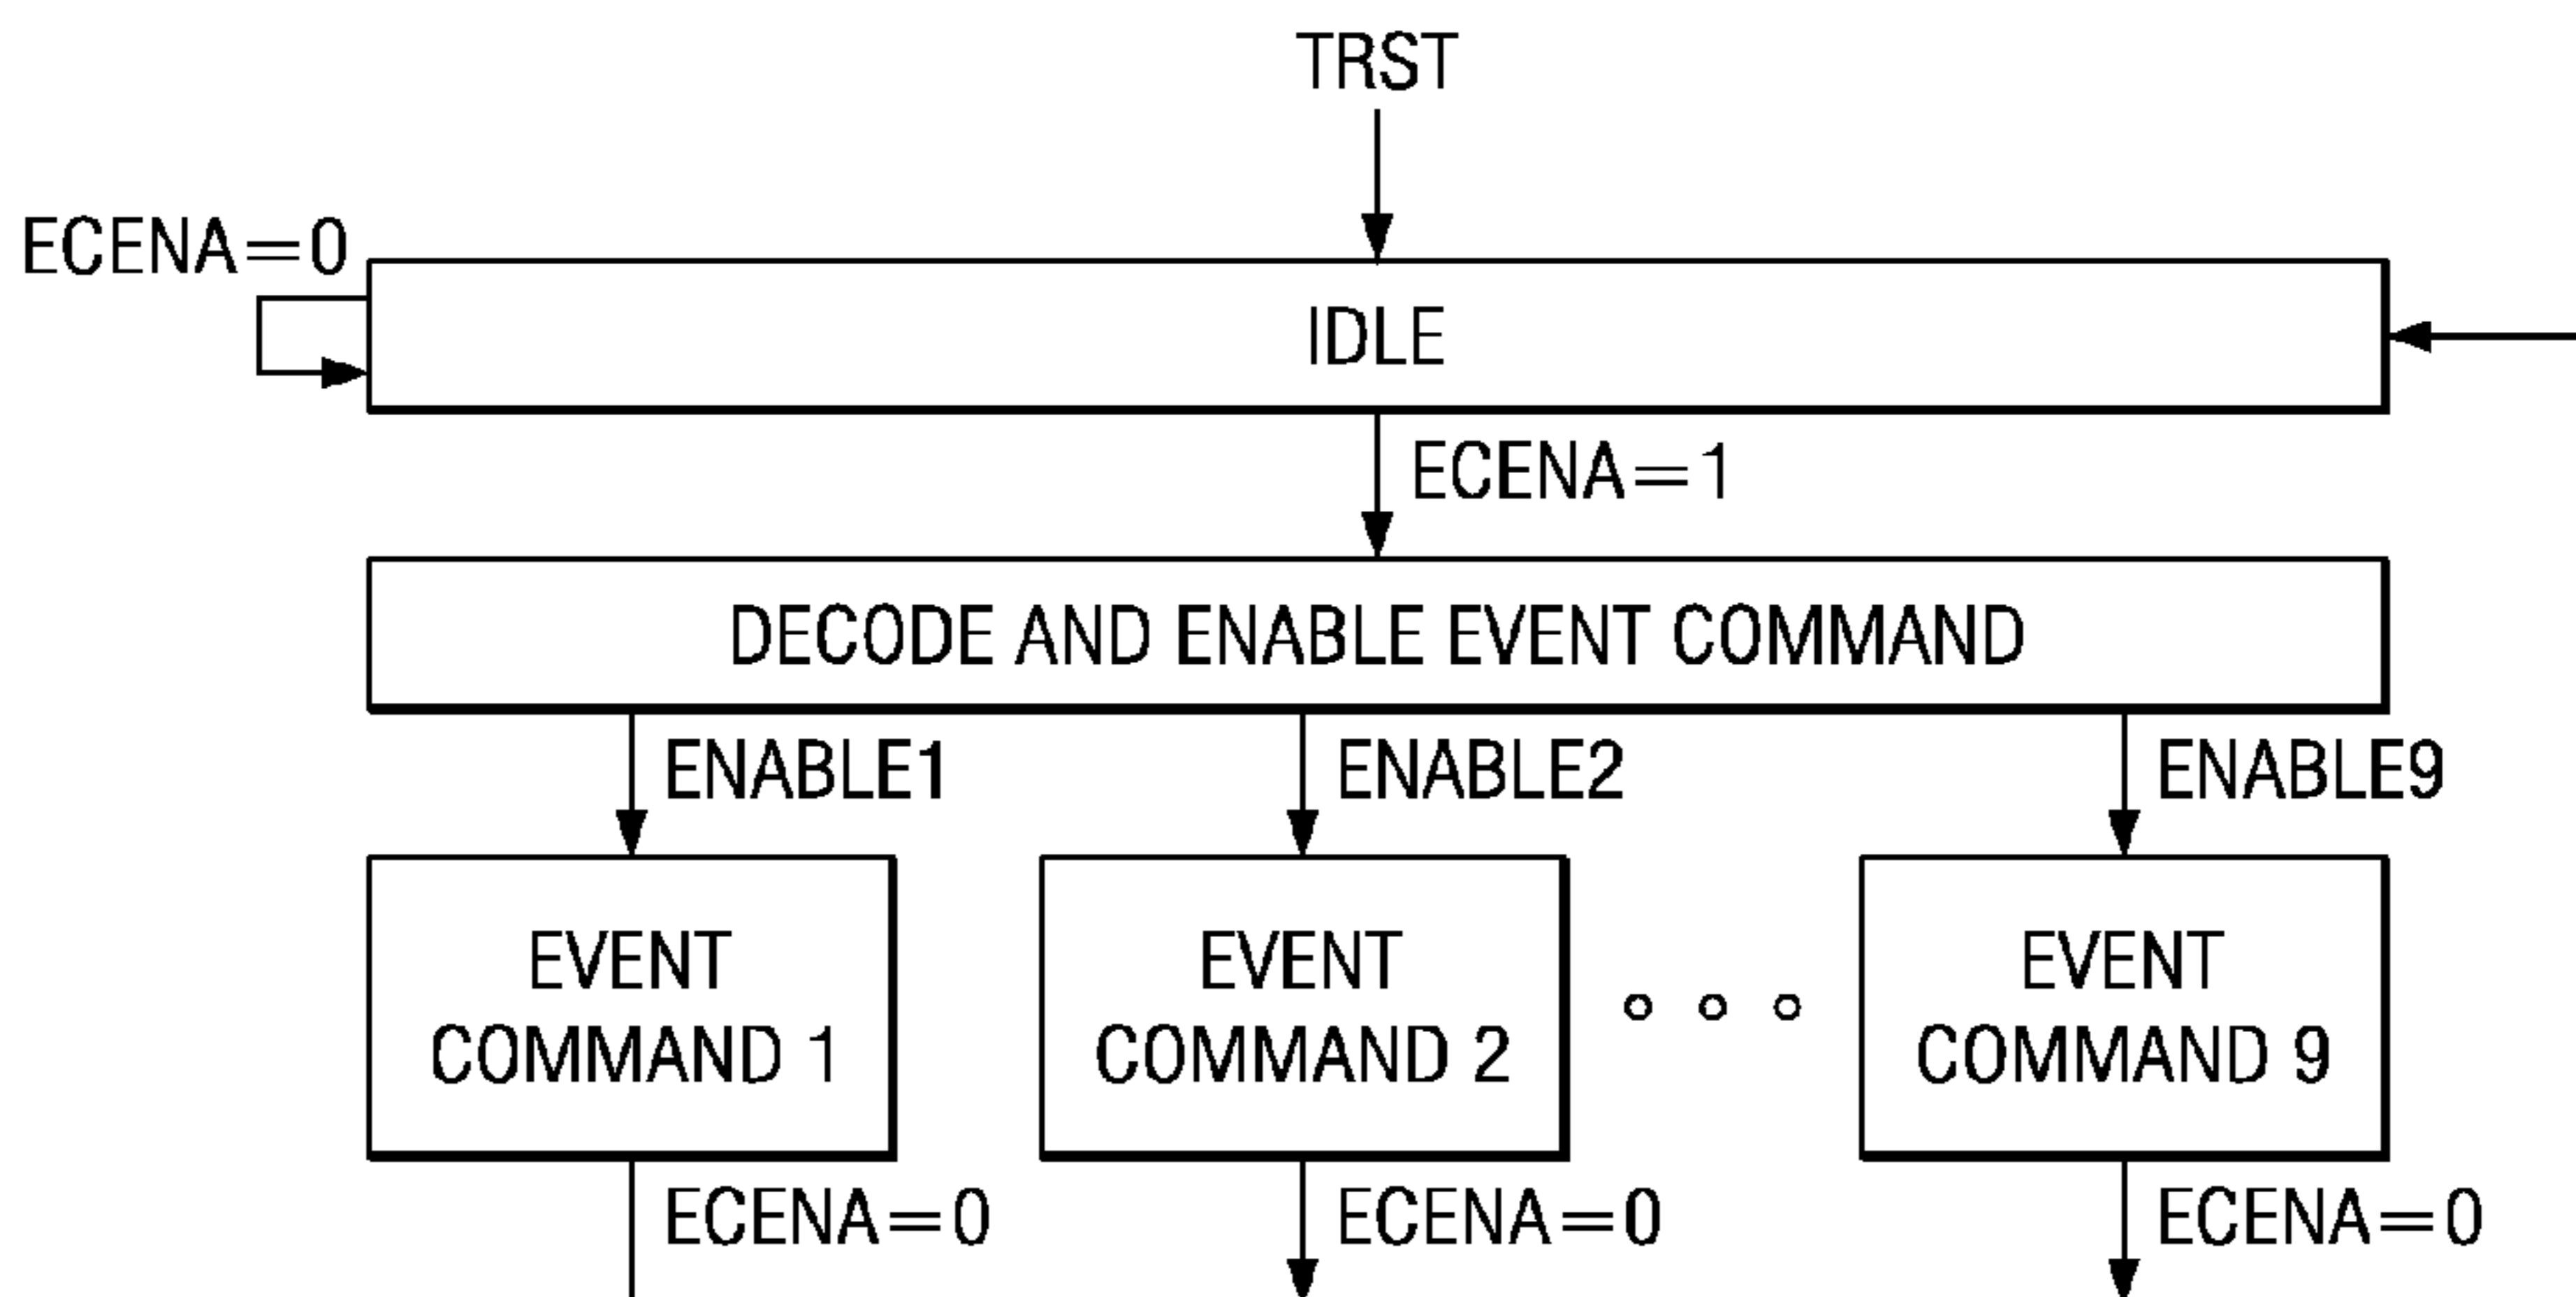 TRST
ECENA=0
IDLE
ECENA=1
DECODE AND ENABLE EVENT COMMAND
ENABLE1
ENABLE2
ENABLE9
EVENT
COMMAND 1
EVENT
COMMAND 2
EVENT
COMMAND 9
ECENA=0
ECENA=0
ECENA=0